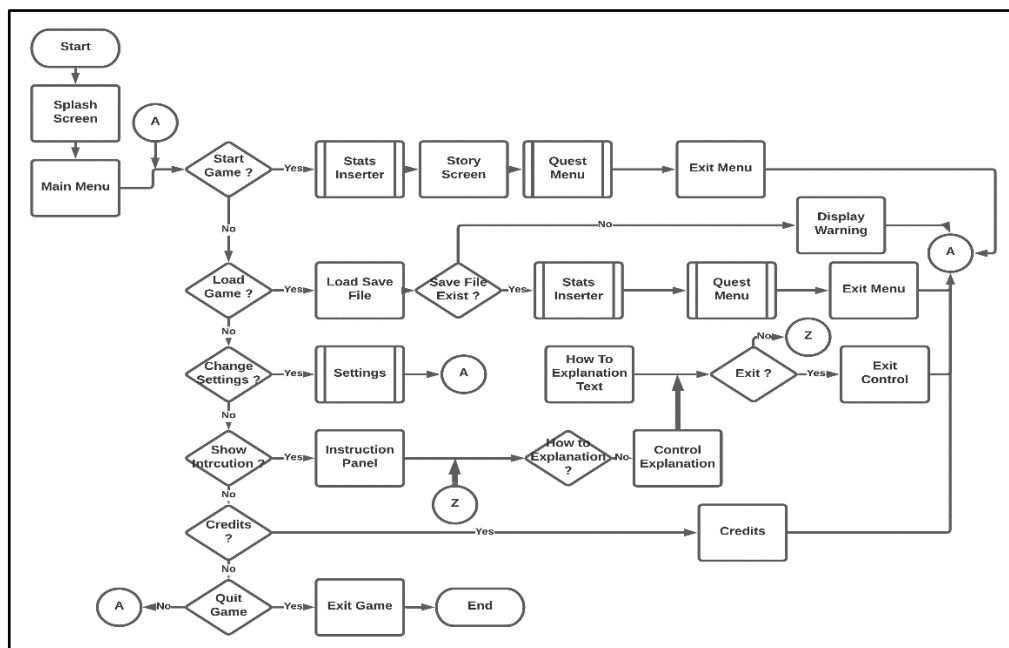 Start
Splash
Screen
A
Main Menu
Start
Game ?
Yes
Stats
Inserter
Story
Screen
Quest
Menu
Exit Menu
No
No
Display
Warning
A
Load
Game ?
Yes
Load Save
File
Save File
Exist ?
Yes
Stats
Inserter
Quest
Menu
Exit Menu
No
Change
Settings ?
Yes
Settings
A
How To
Explanation
Text
Exit ?
No
Z
Yes
Exit
Control
No
Show
Intrcution ?
Yes
Instruction
Panel
Z
How to
Explanation
?
No
Control
Explanation
No
Credits
?
Yes
Credits
No
A
No
Quit
Game
Yes
Exit Game
End